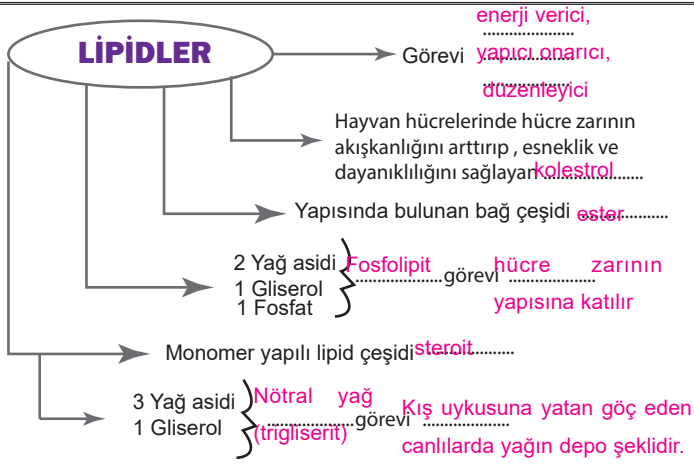 LİPİDLER
Görevi enerji verici,
yapıcı onarıcı,
düzenleyici
Hayvan hücrelerinde hücre zarının
akışkanlığını arttırıp , esneklik ve
dayanıklılığını sağlayan kolestrol
Yapısında bulunan bağ çeşidi ester
2 Yağ asidi
1 Gliserol
1 Fosfat
Fosfolipit görevi hücre zarının
yapısına katılır
Monomer yapılı lipid çeşidi steroit
3 Yağ asidi
1 Gliserol
Nötral yağ
(trigliserit)
görevi Kış uykusuna yatan göç eden
canlılarda yağın depo şeklidir.